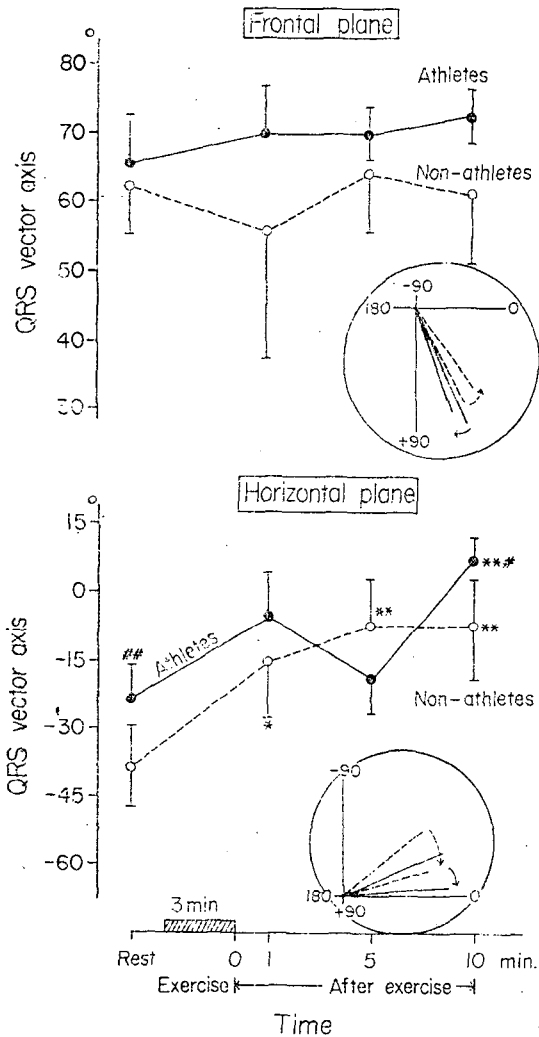 Frontal plane
°
80
70
60
50
40
30
QRS vector axis
Athletes
Non-athletes
-90
180
0
+90
Horizontal plane
°
15
0
-15
-30
-45
-60
QRS vector axis
##
Athletes
*
**
**#
**
Non-athletes
-90
180
0
+90
3 min
Rest 0 1 5 10 min.
Exercise After exercise
Time